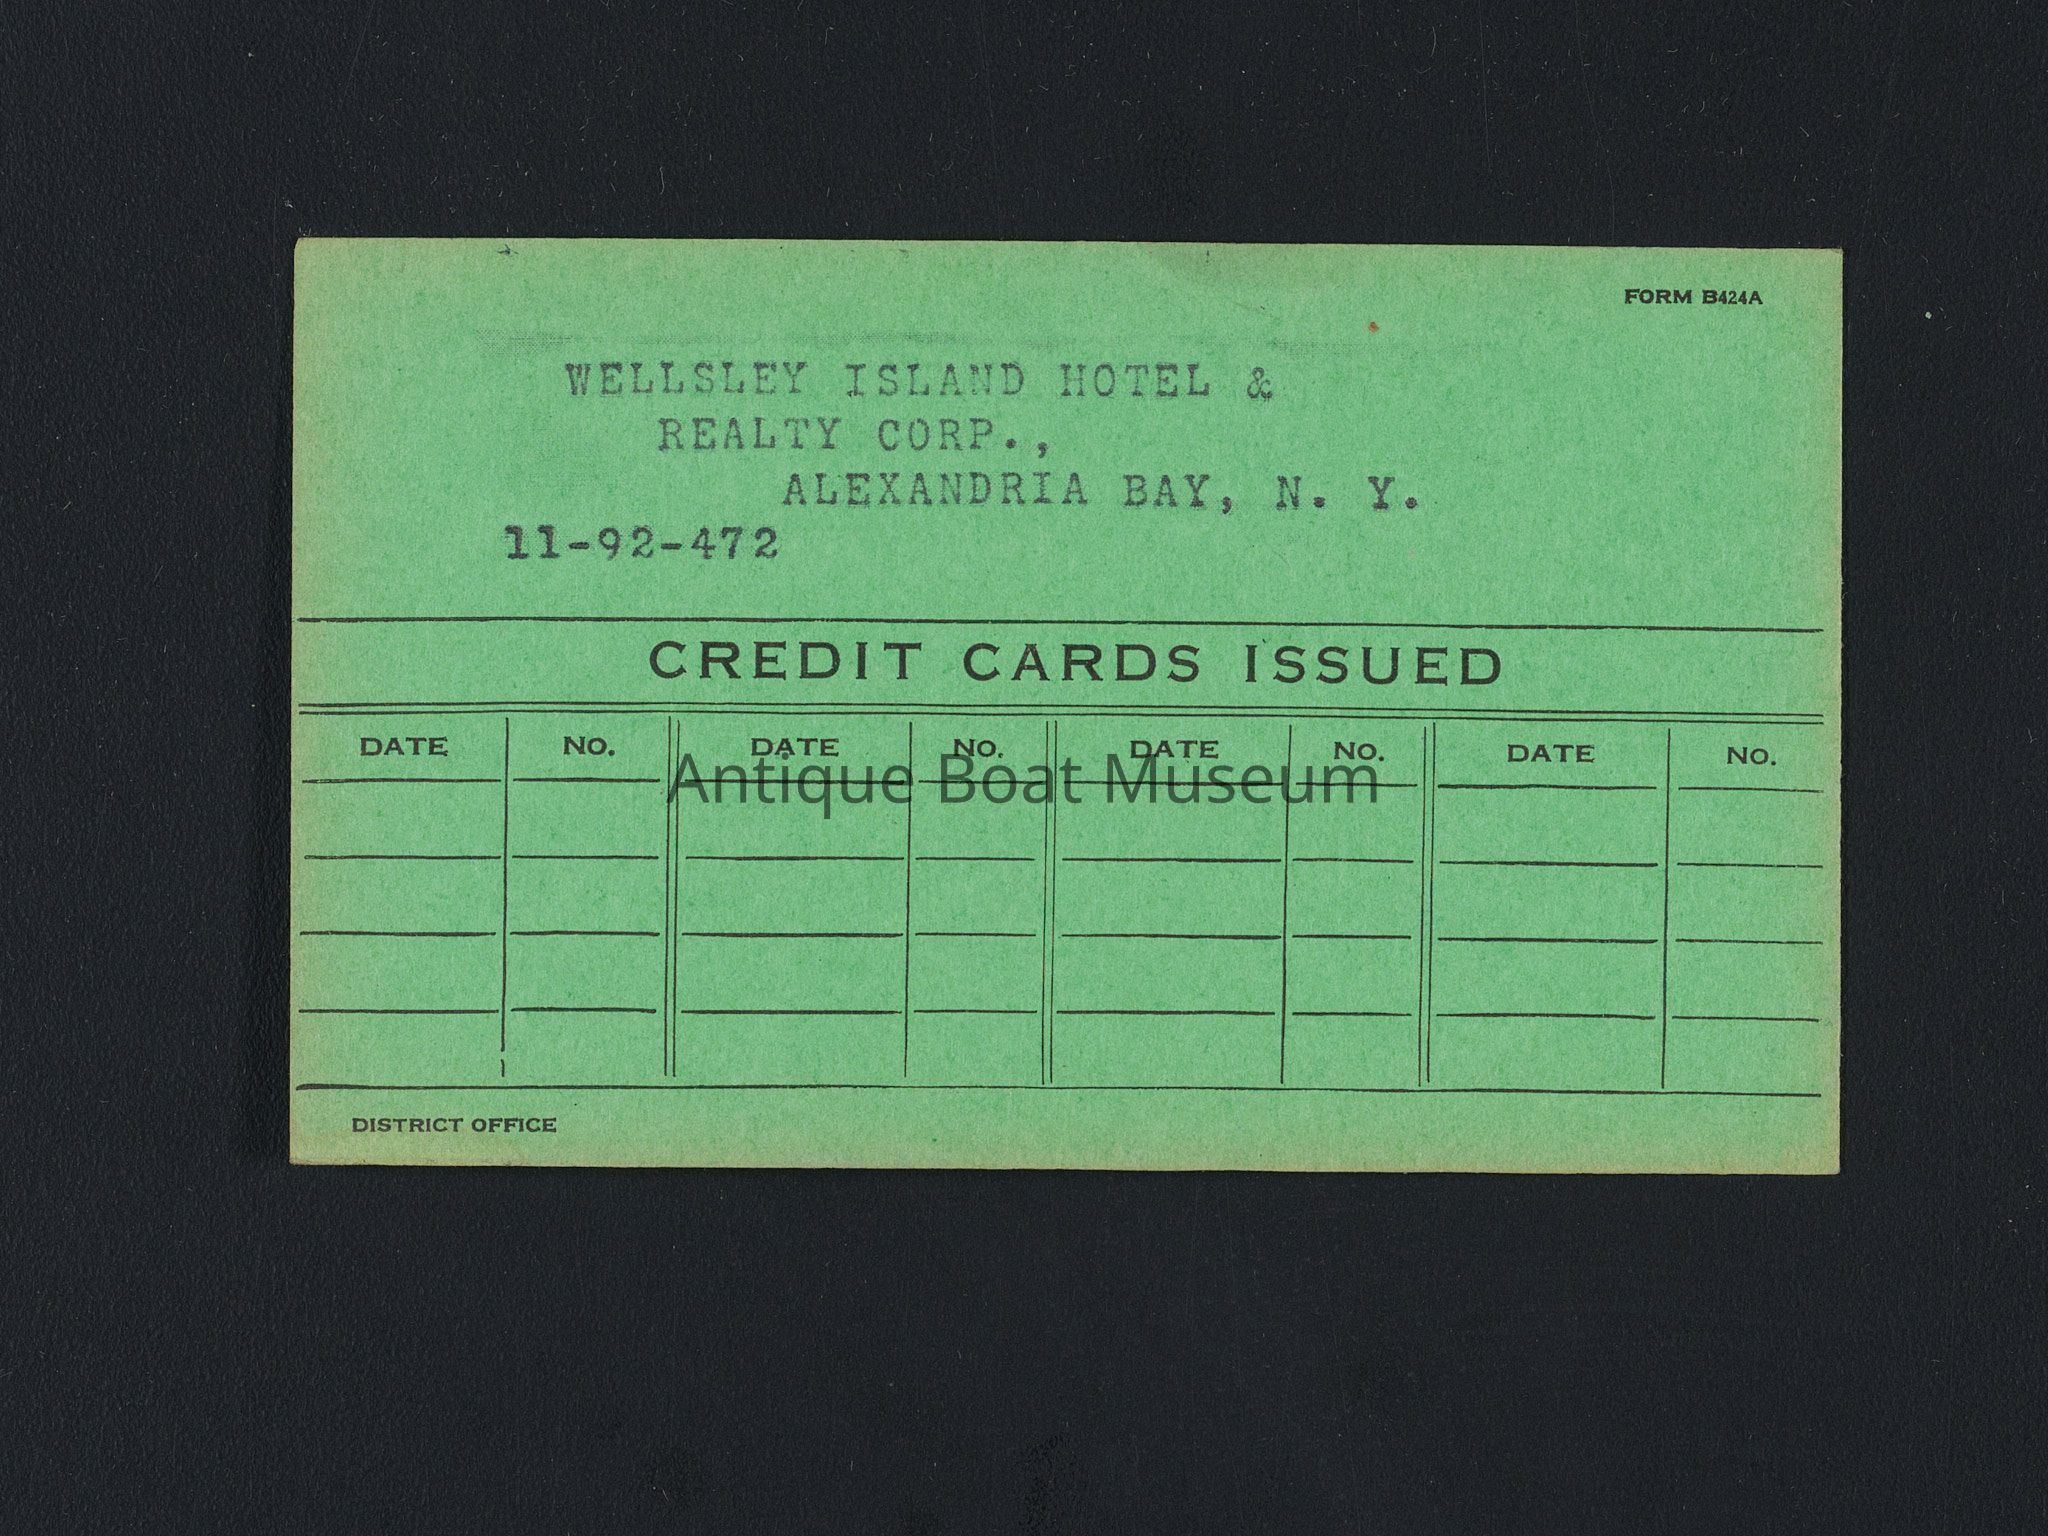 FORM B424A
WELLSLEY ISLAND HOTEL &
REALTY CORP.,
ALEXANDRIA BAY, N. Y.
11-92-472
CREDIT CARDS ISSUED
DATE NO. DATE NO. DATE NO. DATE NO.
Antique Boat Museum
DISTRICT OFFICE